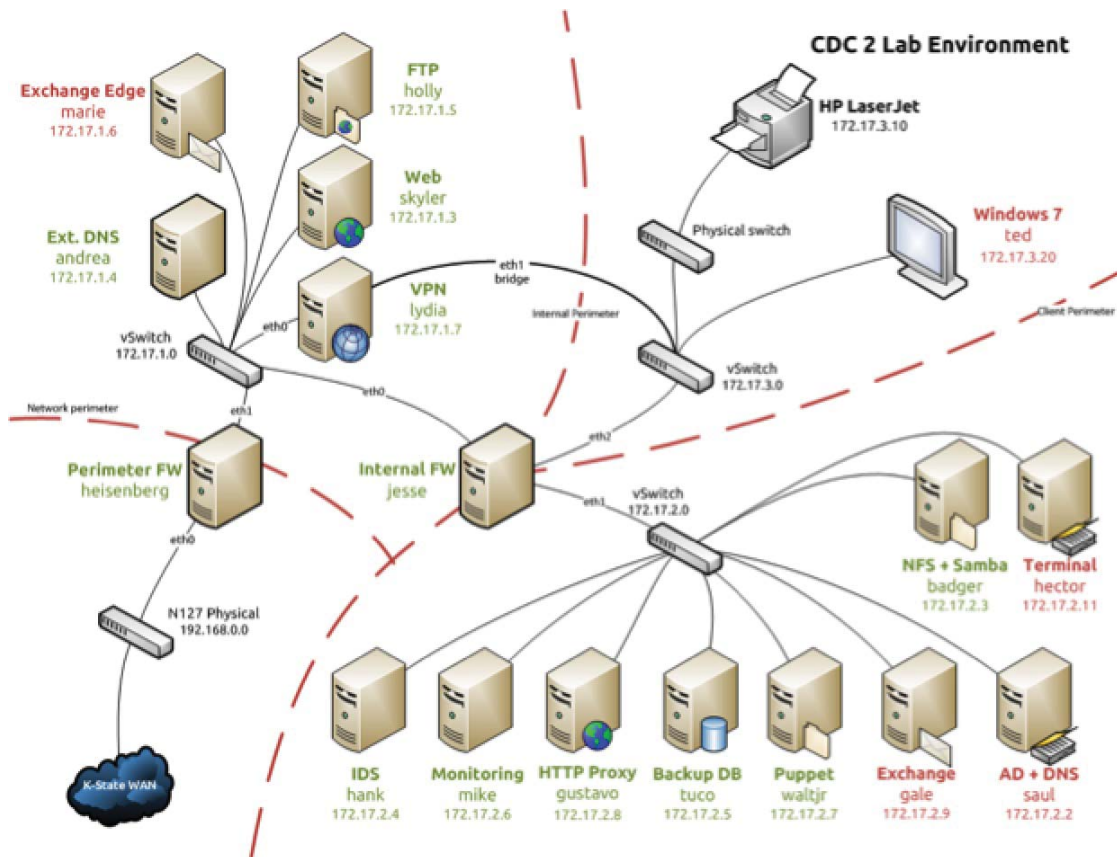 CDC 2 Lab Environment
Exchange Edge
marie
172.17.1.6
FTP
holly
172.17.1.5
HP LaserJet
172.17.3.10
Web
skyler
172.17.1.3
Ext. DNS
andrea
172.17.1.4
Physical switch
Windows 7
ted
172.17.3.20
eth1
bridge
VPN
lydia
172.17.1.7
eth0
Internal Perimeter
Client Perimeter
vSwitch
172.17.1.0
vSwitch
172.17.3.0
eth0
Network perimeter
eth1
eth2
Perimeter FW
heisenberg
Internal FW
jesse
eth1
vSwitch
172.17.2.0
eth0
NFS + Samba
badger
172.17.2.3
Terminal
hector
172.17.2.11
N127 Physical
192.168.0.0
K-State WAN
IDS
hank
172.17.2.4
Monitoring
mike
172.17.2.6
HTTP Proxy
gustavo
172.17.2.8
Backup DB
tuco
172.17.2.5
Puppet
waltjr
172.17.2.7
Exchange
gale
172.17.2.9
AD + DNS
saul
172.17.2.2